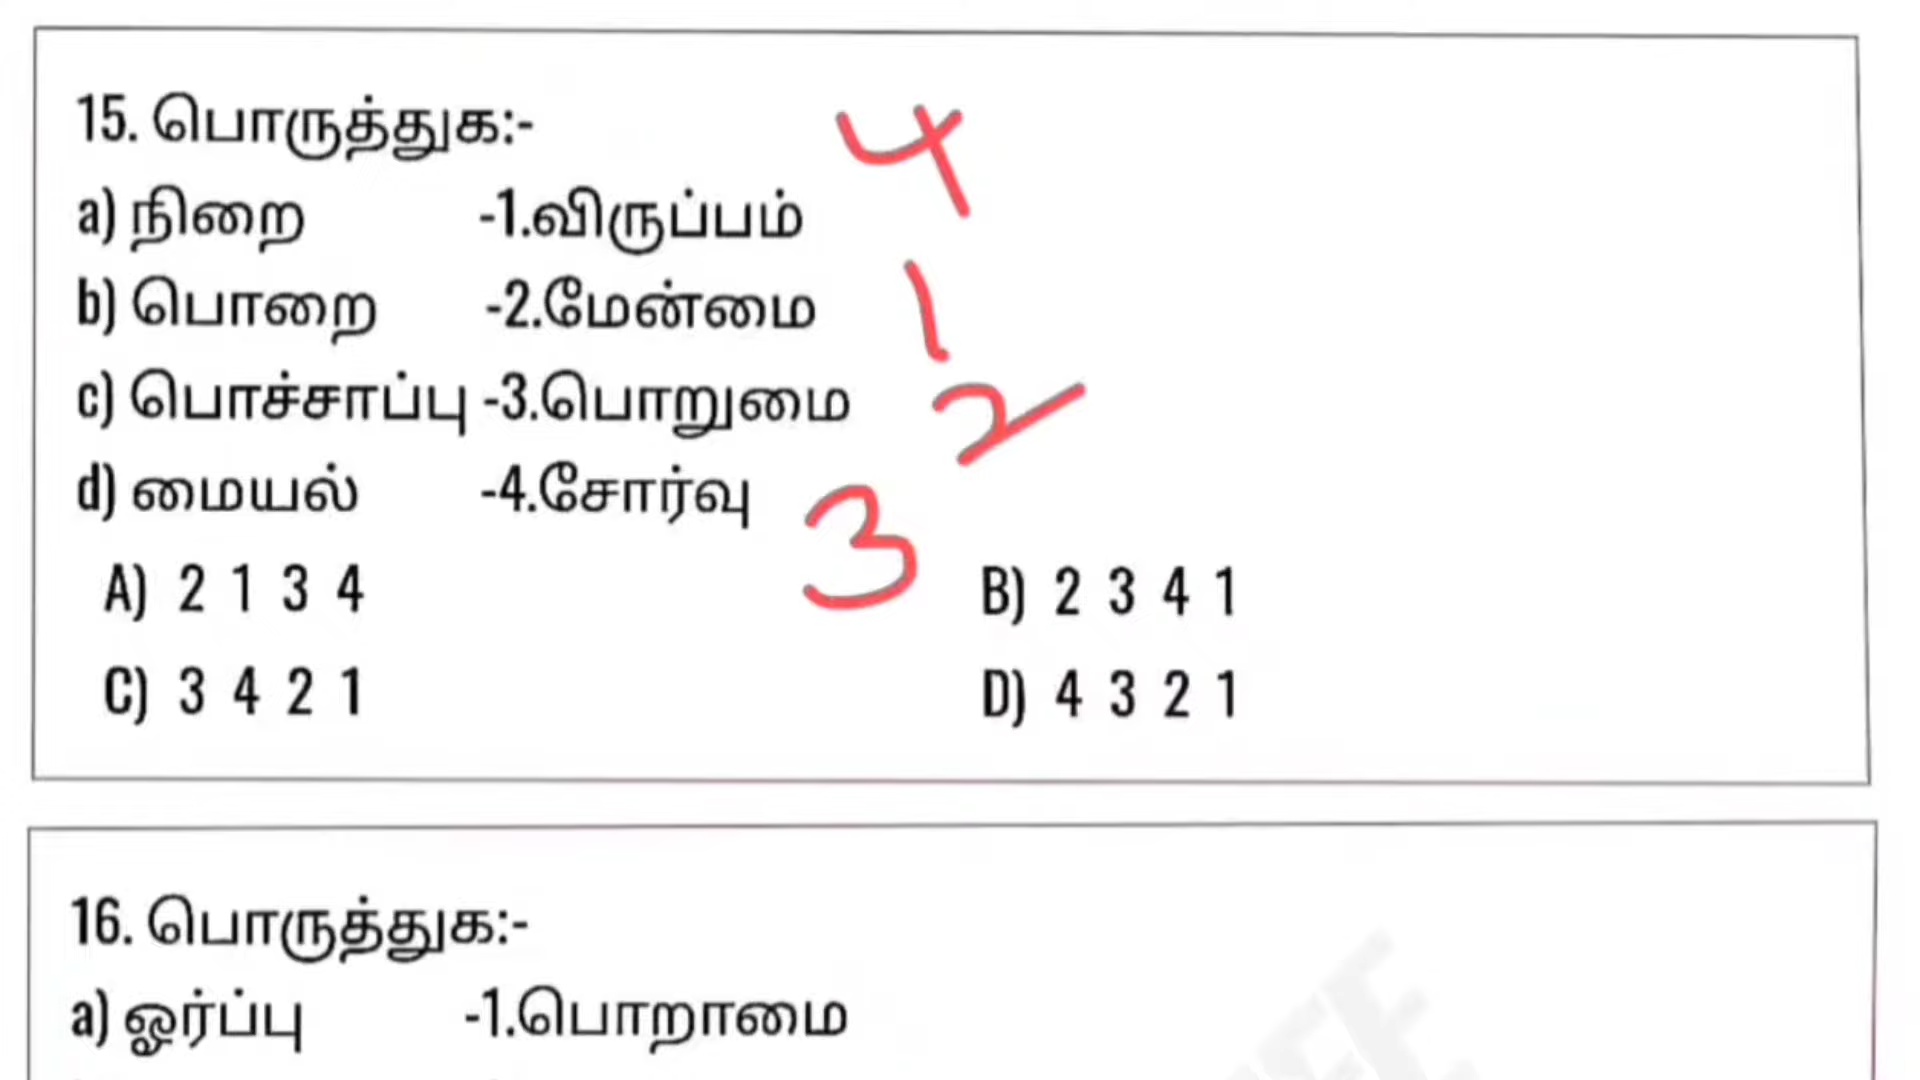 15. பொருத்துக:-
4
a) நிறை -1.விருப்பம்
b) பொறை -2.மேன்மை 1
c) பொச்சாப்பு -3.பொறுமை 2
d) மையல் -4.சோர்வு 3
A) 2 1 3 4 B) 2 3 4 1
C) 3 4 2 1 D) 4 3 2 1
16. பொருத்துக:-
a) ஓர்ப்பு -1.பொறாமை